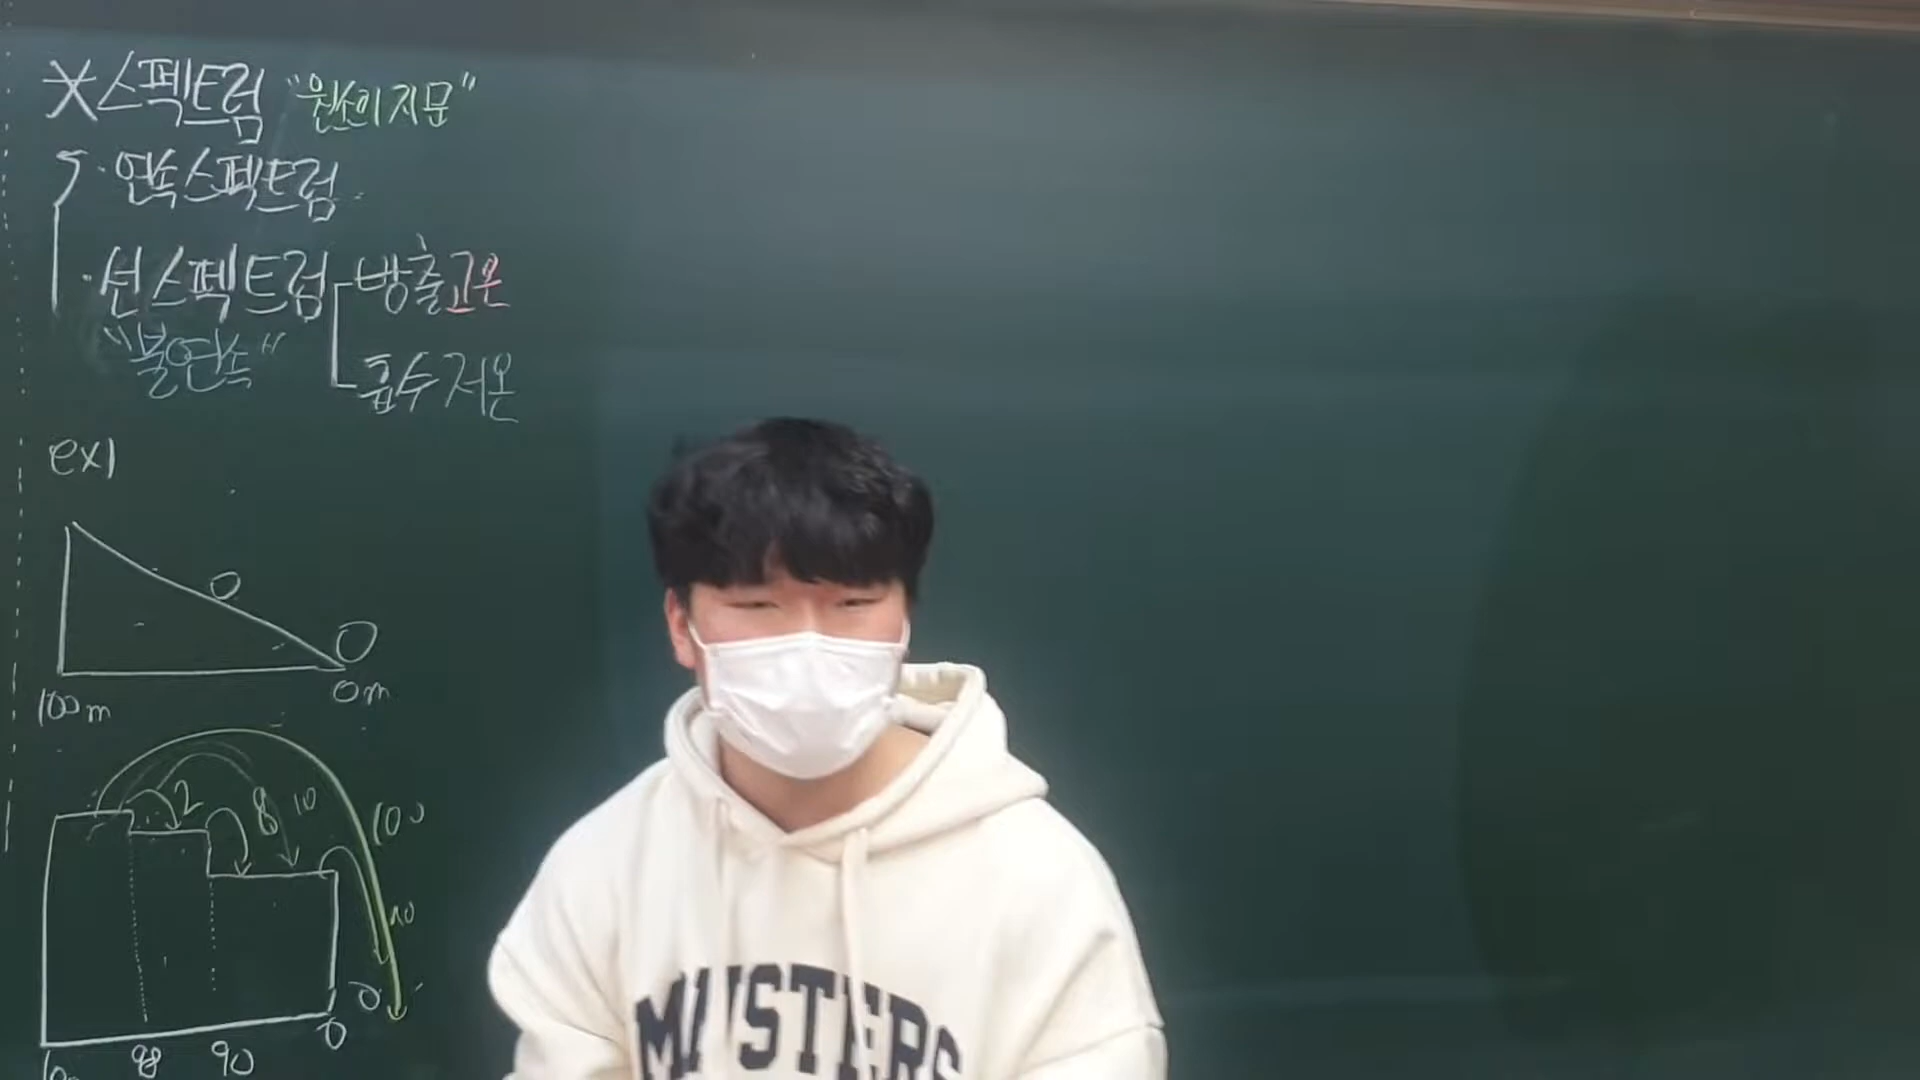 *스펙트럼 "원소의 지문"
·연속스펙트럼
·선스펙트럼 방출 고온
"불연속" 흡수 저온
ex)
100m 0m
2 8 10 100
90
0
98 90 0